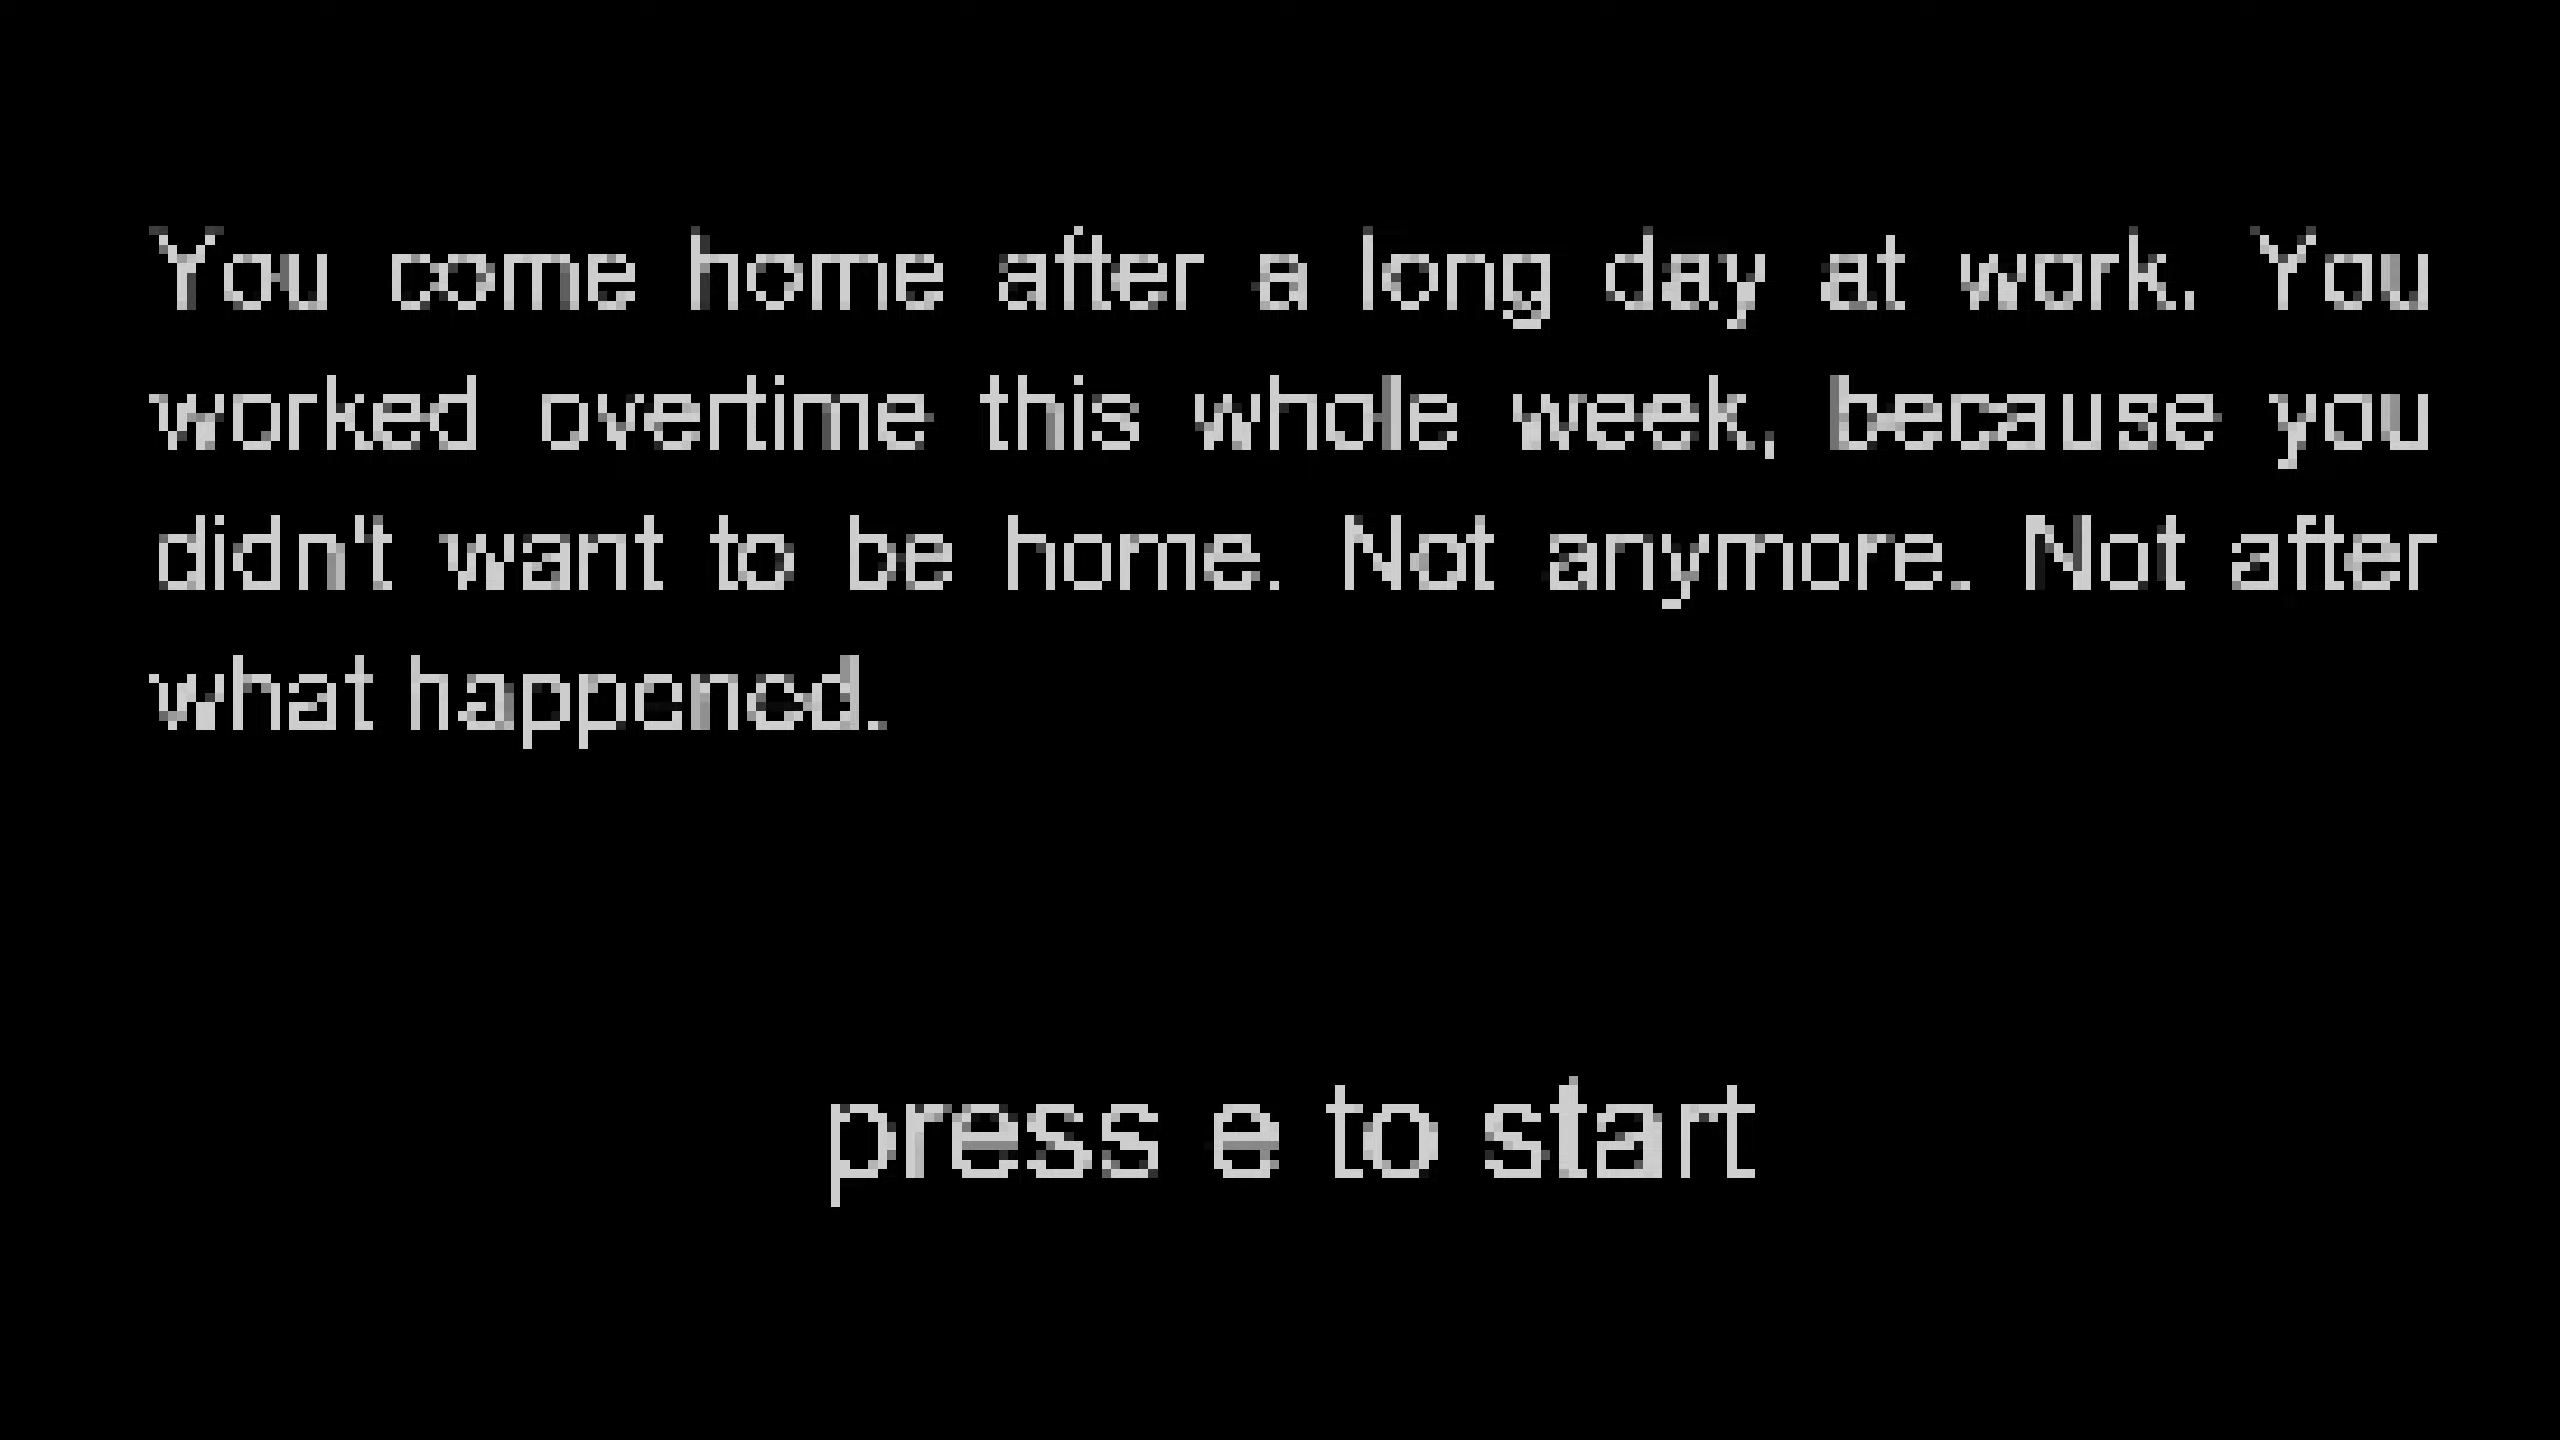 You come home after a long day at work. You
worked overtime this whole week, because you
didn't want to be home. Not anymore. Not after
what happened.
press e to start